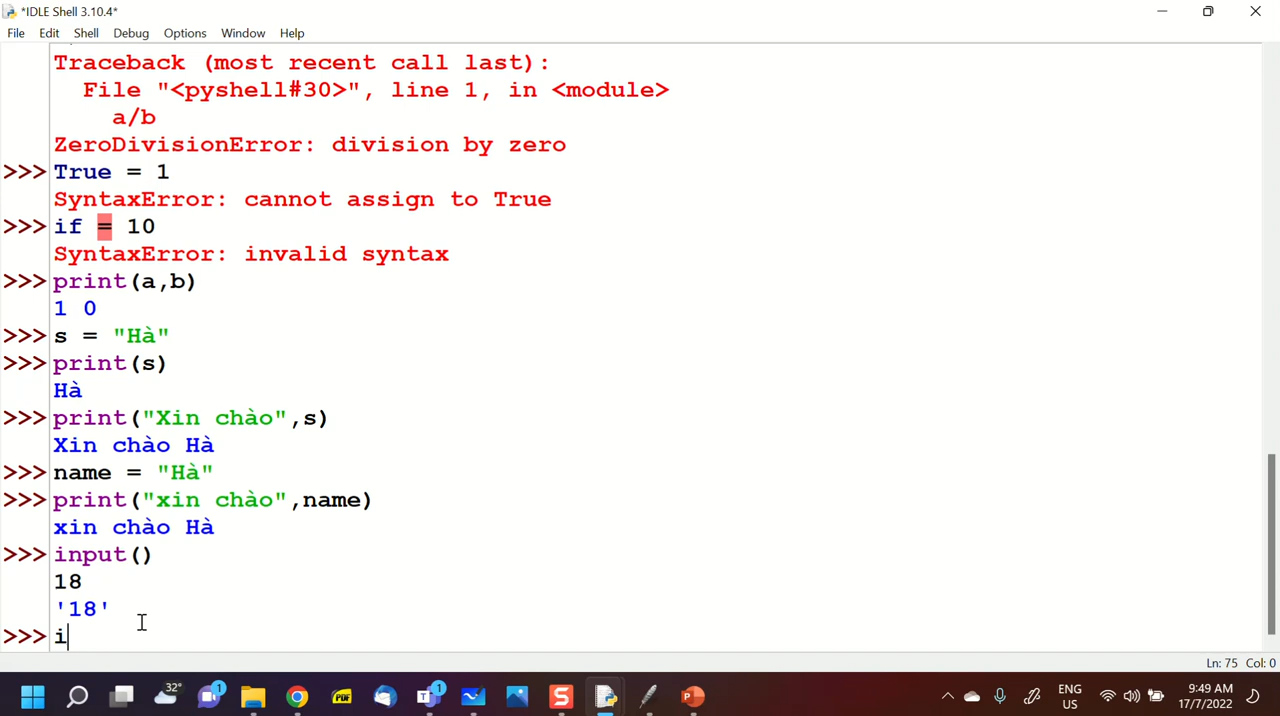 *IDLE Shell 3.10.4*
File Edit Shell Debug Options Window Help
Traceback (most recent call last):
File "<pyshell#30>", line 1, in <module>
a/b
ZeroDivisionError: division by zero
>>> True = 1
SyntaxError: cannot assign to True
>>> if = 10
SyntaxError: invalid syntax
>>> print(a,b)
1 0
>>> s = "Hà"
>>> print(s)
Hà
>>> print("Xin chào",s)
Xin chào Hà
>>> name = "Hà"
>>> print("xin chào",name)
xin chào Hà
>>> input()
18
'18'
>>> i
Ln: 75 Col: 0
32° 1 PDF T 1 S P ENG US 9:49 AM 17/7/2022